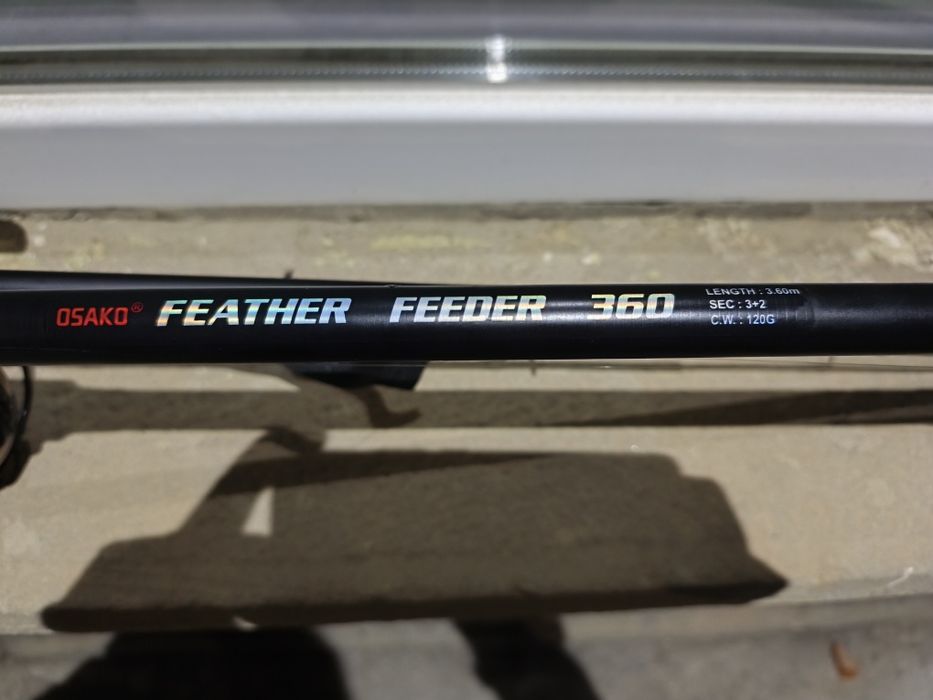 OSAKO® FEATHER FEEDER 360
LENGTH : 3.60m
SEC : 3+2
C.W. : 120G